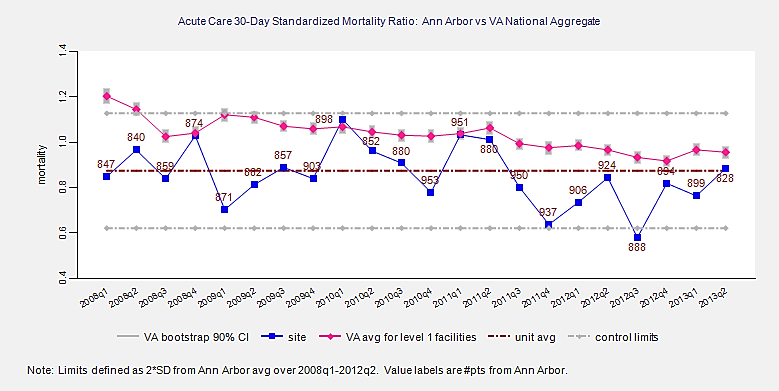 Acute Care 30-Day Standardized Mortality Ratio: Ann Arbor vs VA National Aggregate
mortality
1.4
1.2
1.0
0.8
0.6
0.4
847
840
859
874
871
882
857
903
898
852
880
953
951
880
950
937
906
924
888
894
899
828
2008q1
2008q2
2008q3
2008q4
2009q1
2009q2
2009q3
2009q4
2010q1
2010q2
2010q3
2010q4
2011q1
2011q2
2011q3
2011q4
2012q1
2012q2
2012q3
2012q4
2013q1
2013q2
VA bootstrap 90% CI site VA avg for level 1 facilities unit avg control limits
Note: Limits defined as 2*SD from Ann Arbor avg over 2008q1-2012q2. Value labels are #pts from Ann Arbor.